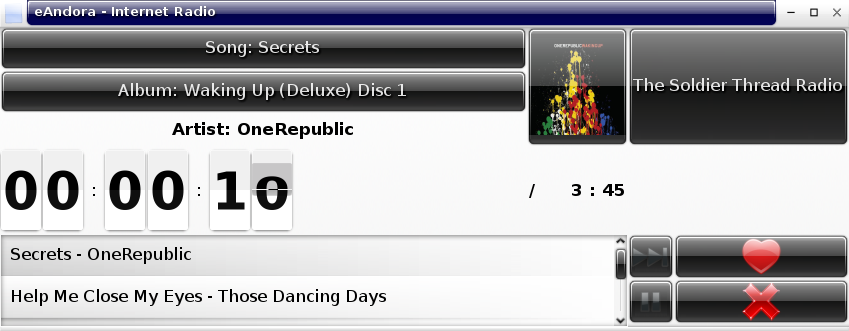 eAndora - Internet Radio
Song: Secrets
Album: Waking Up (Deluxe) Disc 1
Artist: OneRepublic
ONEREPUBLIC WAKING UP
The Soldier Thread Radio
00 : 00 : 1
/ 3 : 45
Secrets - OneRepublic
Help Me Close My Eyes - Those Dancing Days